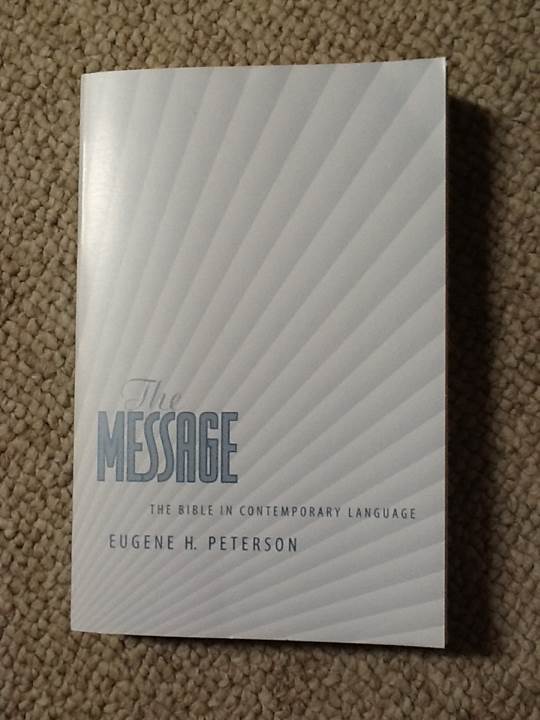 The
MESSAGE
THE BIBLE IN CONTEMPORARY LANGUAGE
EUGENE H. PETERSON